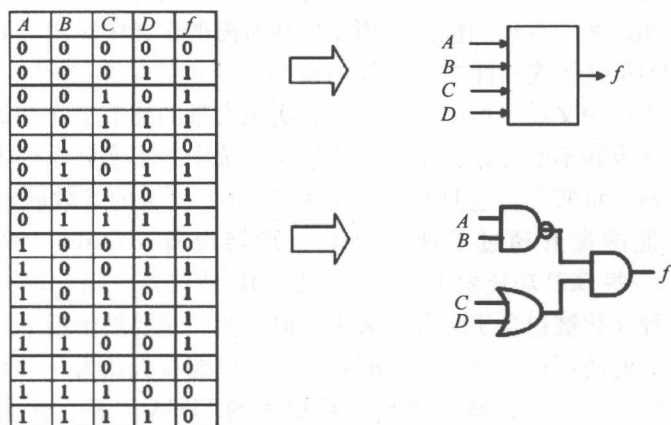 A B C D f
0 0 0 0 0
0 0 0 1 1
0 0 1 0 1
0 0 1 1 1
0 1 0 0 0
0 1 0 1 1
0 1 1 0 1
0 1 1 1 1
1 0 0 0 0
1 0 0 1 1
1 0 1 0 1
1 0 1 1 1
1 1 0 0 1
1 1 0 1 0
1 1 1 0 0
1 1 1 1 0
A
B
C
D
f
A
B
C
D
f